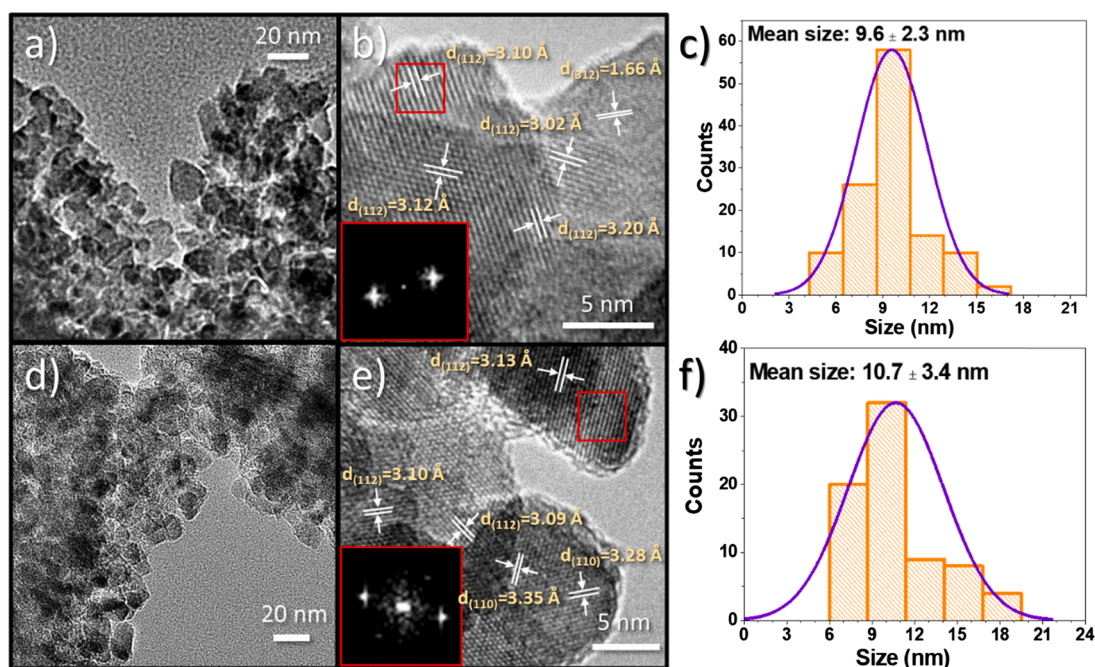 a)
20 nm
b)
d(112)=3.10 Å
d(312)=1.66 Å
d(112)=3.02 Å
d(112)=3.12 Å
d(112)=3.20 Å
5 nm
c)
Mean size: 9.6 ± 2.3 nm
Counts
60
50
40
30
20
10
0
0 3 6 9 12 15 18 21
Size (nm)
d)
20 nm
e)
d(112)=3.13 Å
d(112)=3.10 Å
d(112)=3.09 Å
d(110)=3.28 Å
d(110)=3.35 Å
5 nm
f)
Mean size: 10.7 ± 3.4 nm
Counts
40
30
20
10
0
0 3 6 9 12 15 18 21 24
Size (nm)